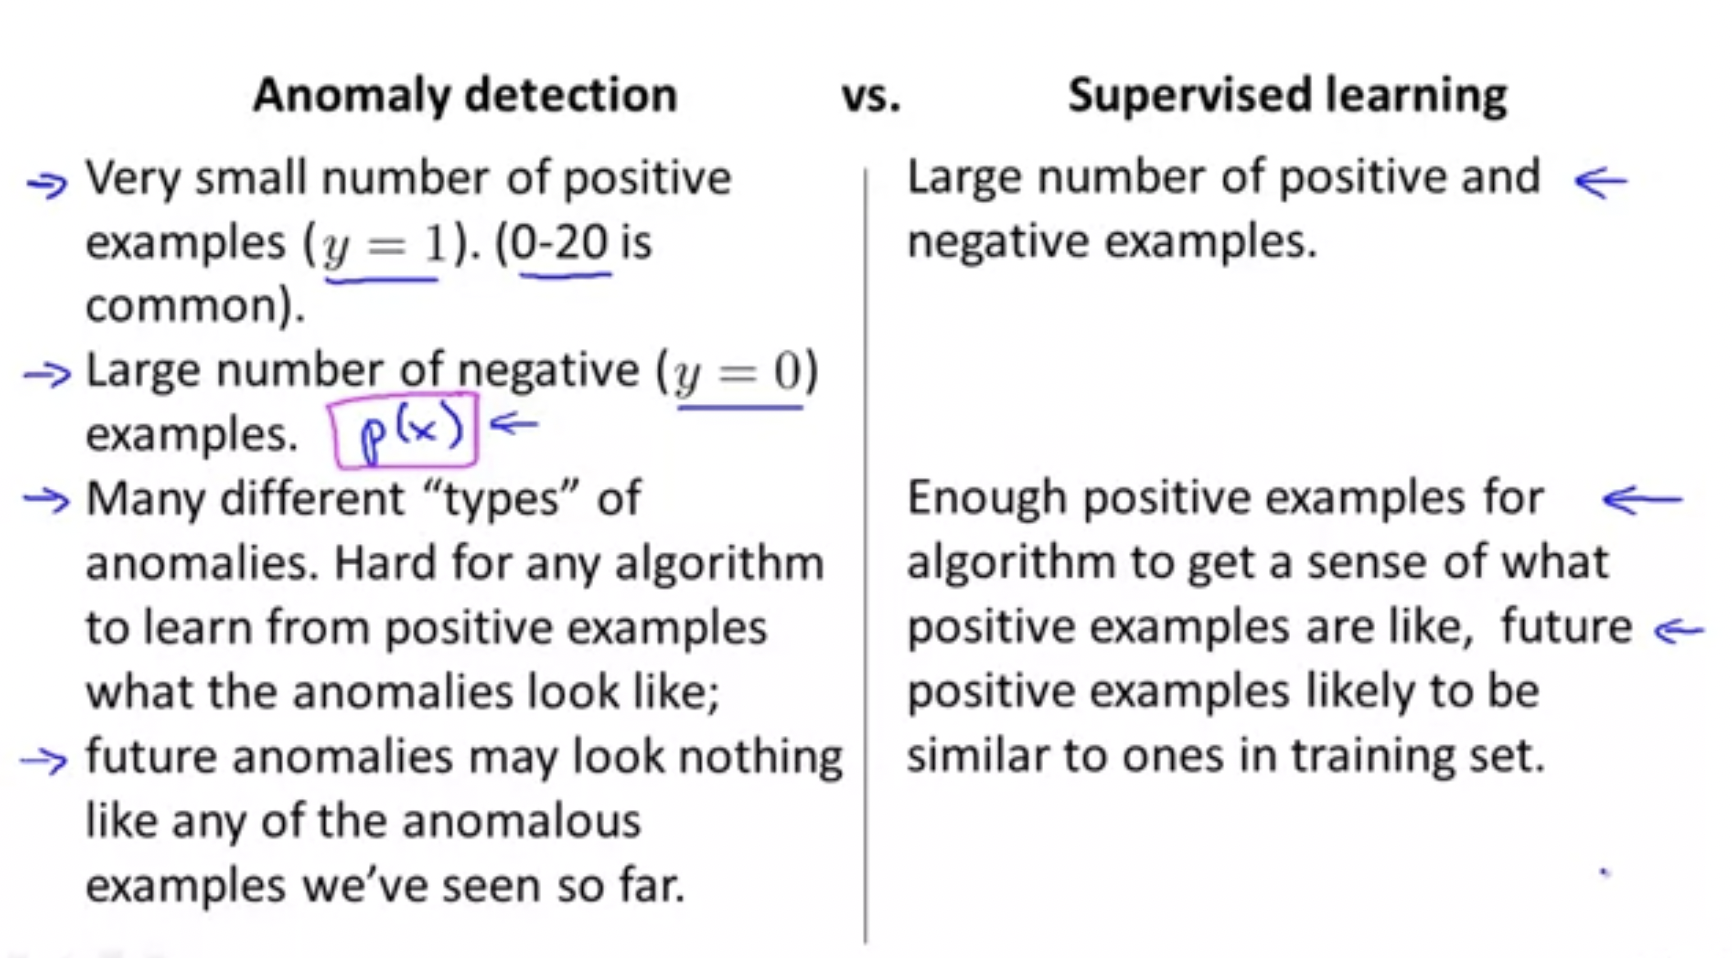 Anomaly detection vs. Supervised learning
Very small number of positive
examples (y = 1). (0-20 is
common).
Large number of negative (y = 0)
examples. p(x)
Many different “types” of
anomalies. Hard for any algorithm
to learn from positive examples
what the anomalies look like;
future anomalies may look nothing
like any of the anomalous
examples we’ve seen so far.
Large number of positive and
negative examples.
Enough positive examples for
algorithm to get a sense of what
positive examples are like, future
positive examples likely to be
similar to ones in training set.